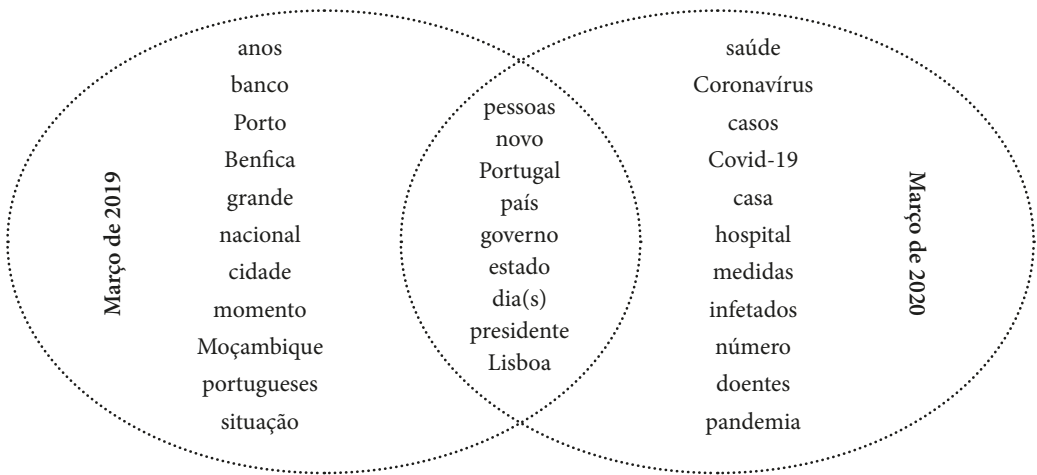 Março de 2019
anos
banco
Porto
Benfica
grande
nacional
cidade
momento
Moçambique
portugueses
situação
pessoas
novo
Portugal
país
governo
estado
dia(s)
presidente
Lisboa
saúde
Coronavírus
casos
Covid-19
casa
hospital
medidas
infetados
número
doentes
pandemia
Março de 2020